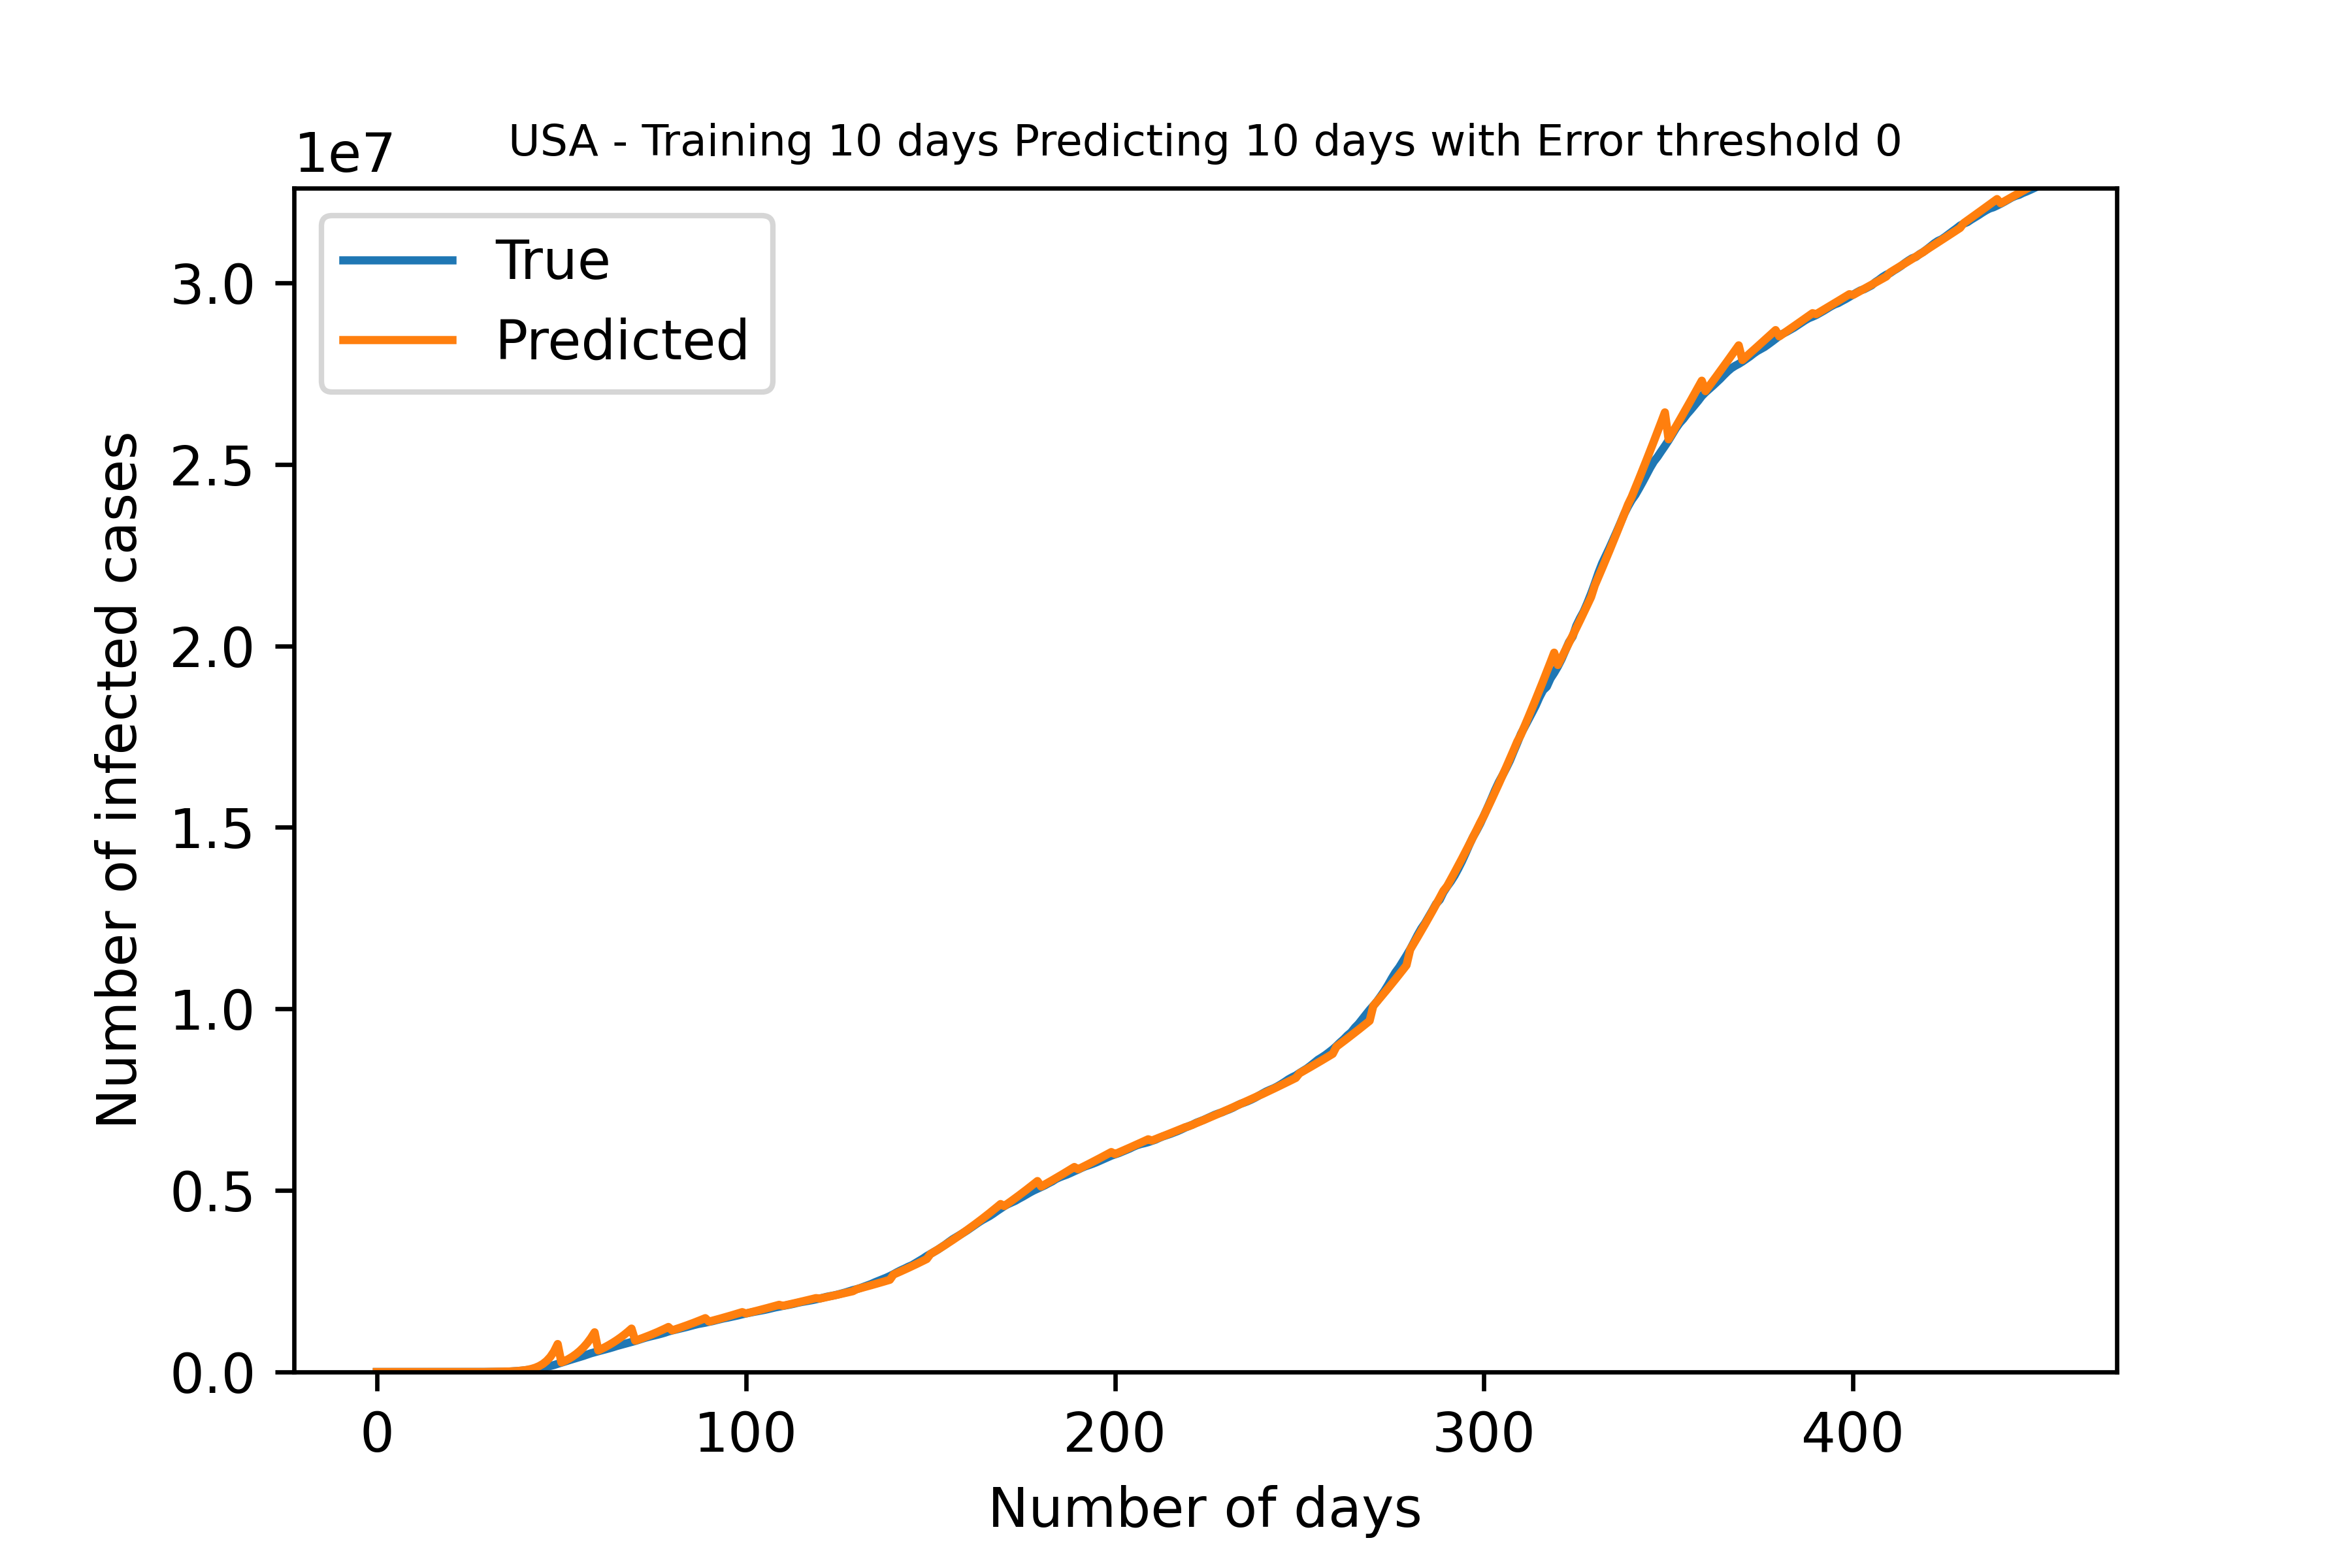 USA - Training 10 days Predicting 10 days with Error threshold 0
1e7
True
Predicted
3.0
2.5
2.0
1.5
1.0
0.5
0.0
Number of infected cases
0 100 200 300 400
Number of days